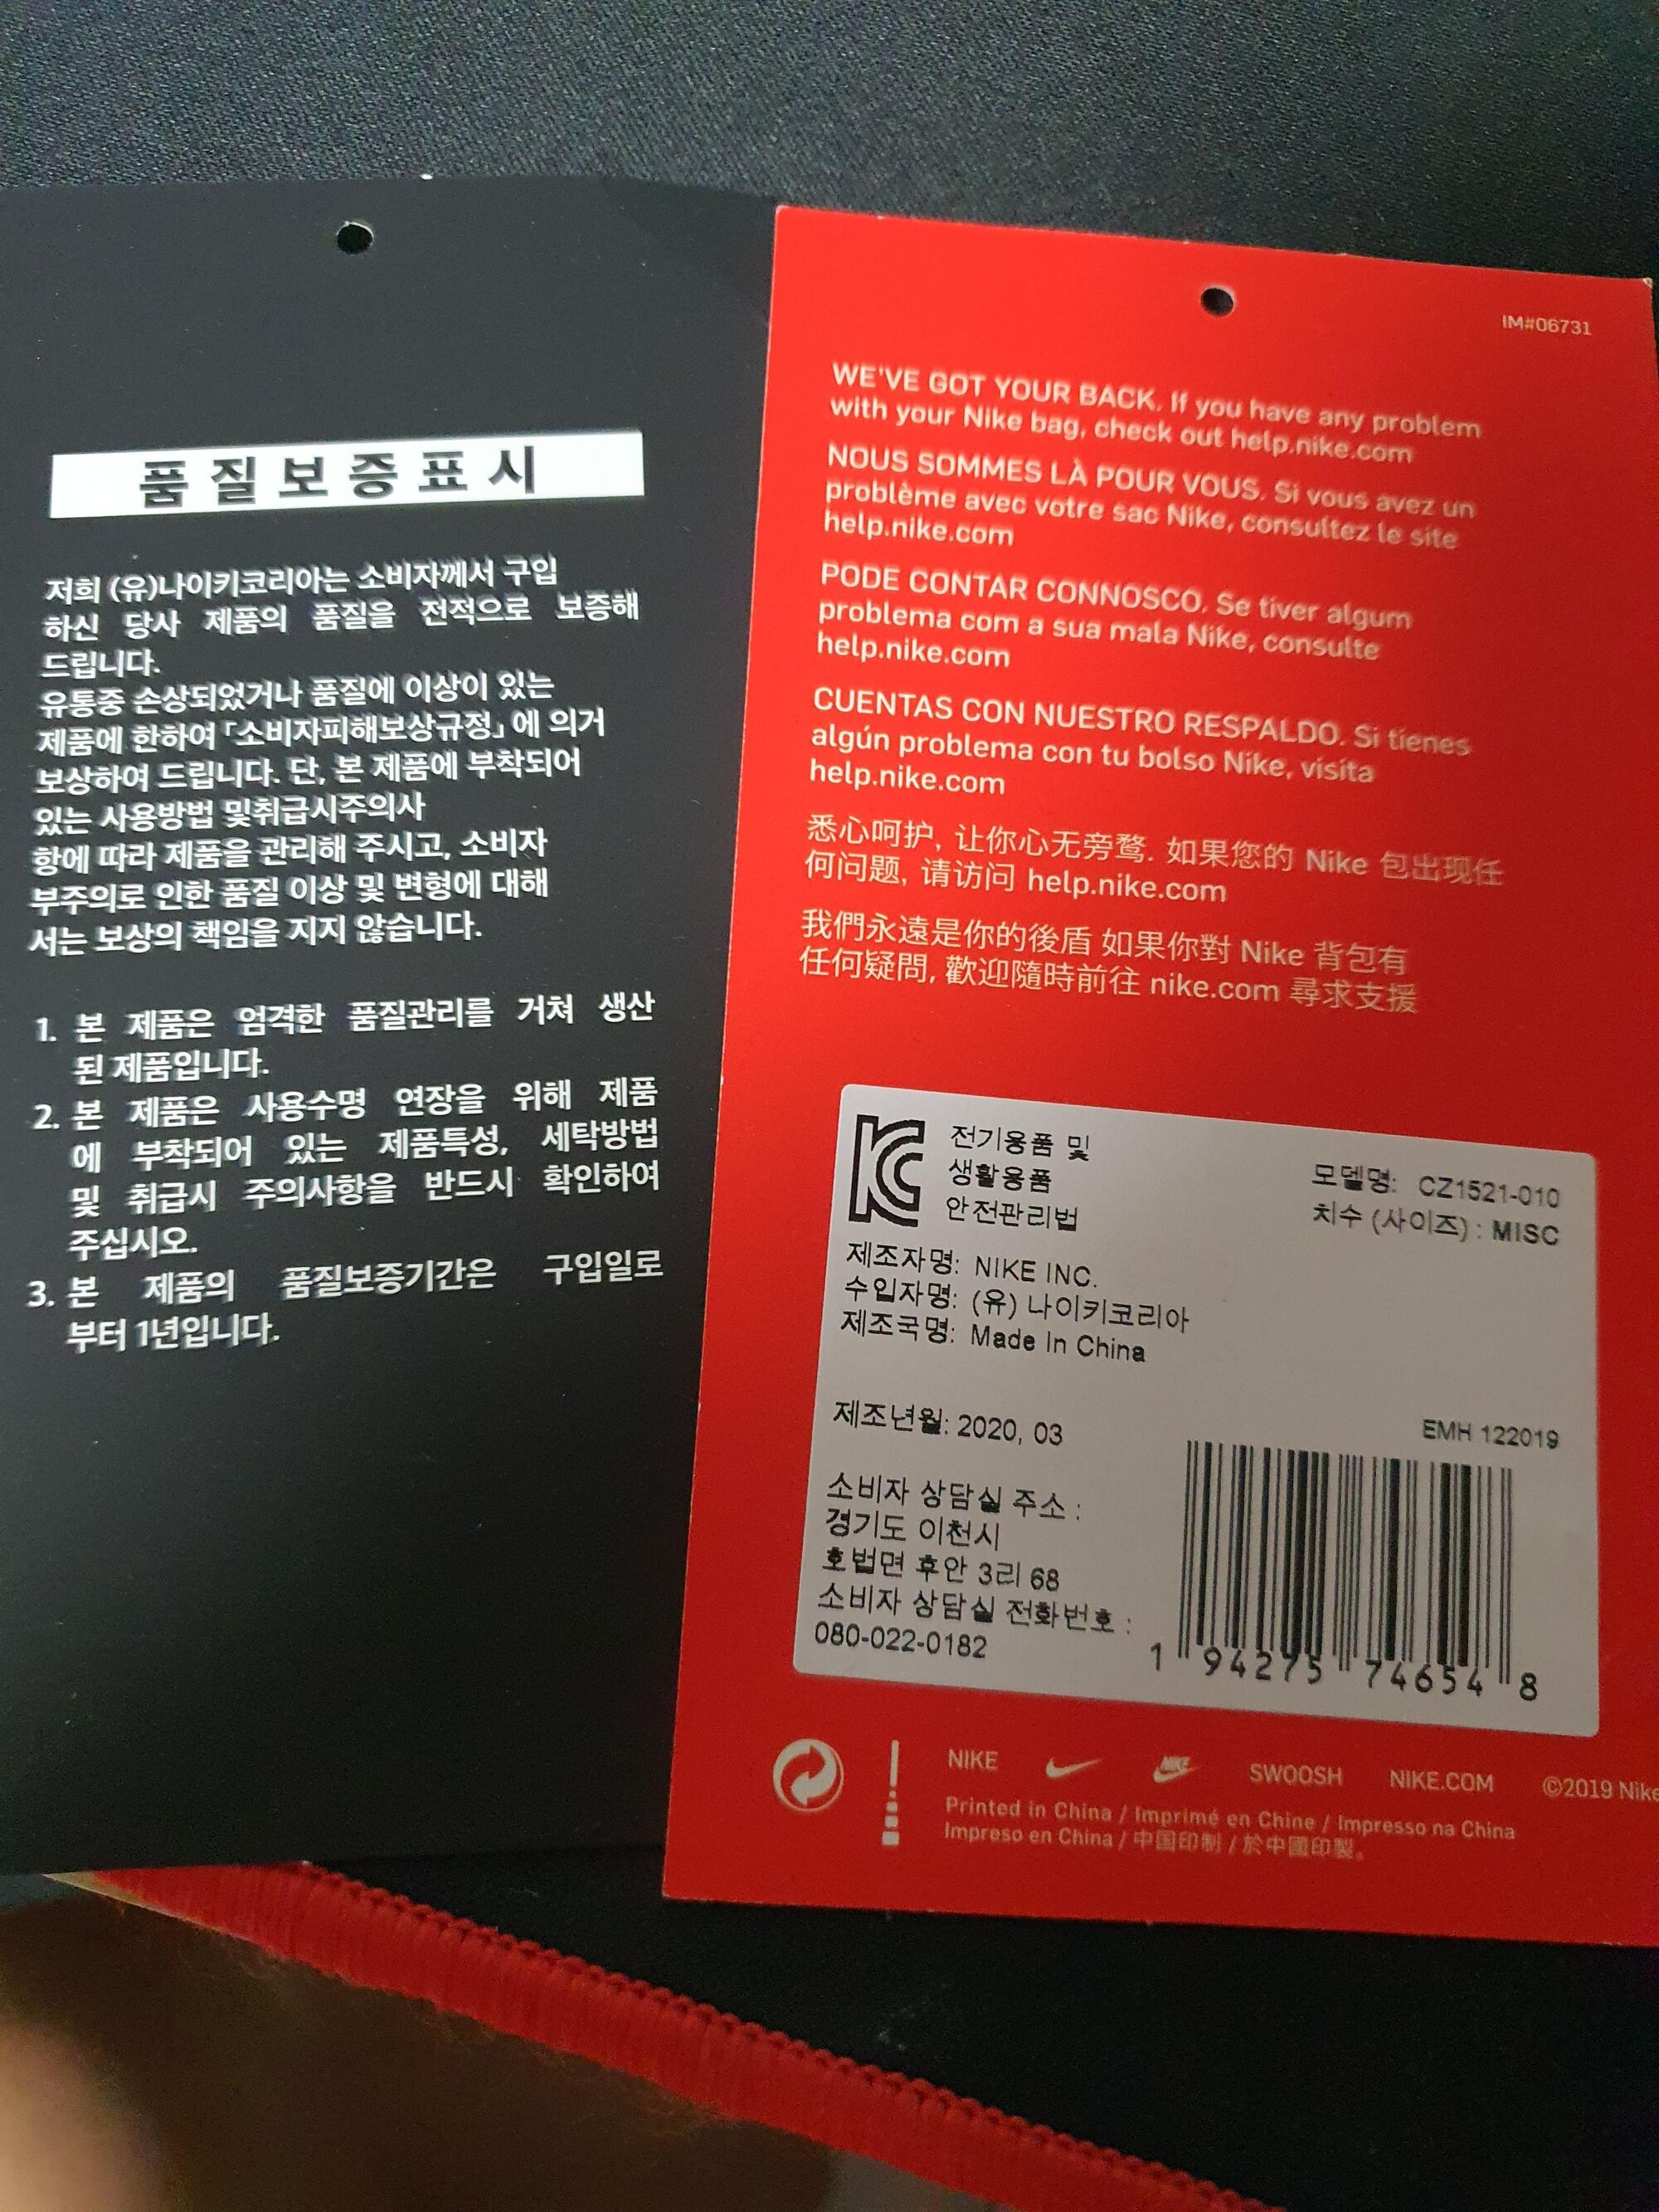 품질보증표시
저희 (유)나이키코리아는 소비자께서 구입
하신 당사 제품의 품질을 전적으로 보증해
드립니다.
유통중 손상되었거나 품질에 이상이 있는
제품에 한하여 「소비자피해보상규정」 에 의거
보상하여 드립니다. 단, 본 제품에 부착되어
있는 사용방법 및취급시주의사
항에 따라 제품을 관리해 주시고, 소비자
부주의로 인한 품질 이상 및 변형에 대해
서는 보상의 책임을 지지 않습니다.
1. 본 제품은 엄격한 품질관리를 거쳐 생산
된 제품입니다.
2. 본 제품은 사용수명 연장을 위해 제품
에 부착되어 있는 제품특성, 세탁방법
및 취급시 주의사항을 반드시 확인하여
주십시오.
3. 본 제품의 품질보증기간은 구입일로
부터 1년입니다.
IM#06731
WE'VE GOT YOUR BACK. If you have any problem
with your Nike bag, check out help.nike.com
NOUS SOMMES LÀ POUR VOUS. Si vous avez un
problème avec votre sac Nike, consultez le site
help.nike.com
PODE CONTAR CONNOSCO. Se tiver algum
problema com a sua mala Nike, consulte
help.nike.com
CUENTAS CON NUESTRO RESPALDO. Si tienes
algún problema con tu bolso Nike, visita
help.nike.com
悉心呵护, 让你心无旁骛. 如果您的 Nike 包出现任
何问题, 请访问 help.nike.com
我們永遠是你的後盾 如果你對 Nike 背包有
任何疑問, 歡迎隨時前往 nike.com 尋求支援
전기용품 및
생활용품
안전관리법
모델명: CZ1521-010
치수 (사이즈) : MISC
제조자명: NIKE INC.
수입자명: (유) 나이키코리아
제조국명: Made In China
제조년월: 2020, 03
EMH 122019
소비자 상담실 주소 :
경기도 이천시
호법면 후안 3리 68
소비자 상담실 전화번호 :
080-022-0182
1 94275 74654 8
NIKE NIKE SWOOSH NIKE.COM ©2019 Nike
Printed in China / Imprimé en Chine / Impresso na China
Impreso en China / 中国印制 / 於中國印製。